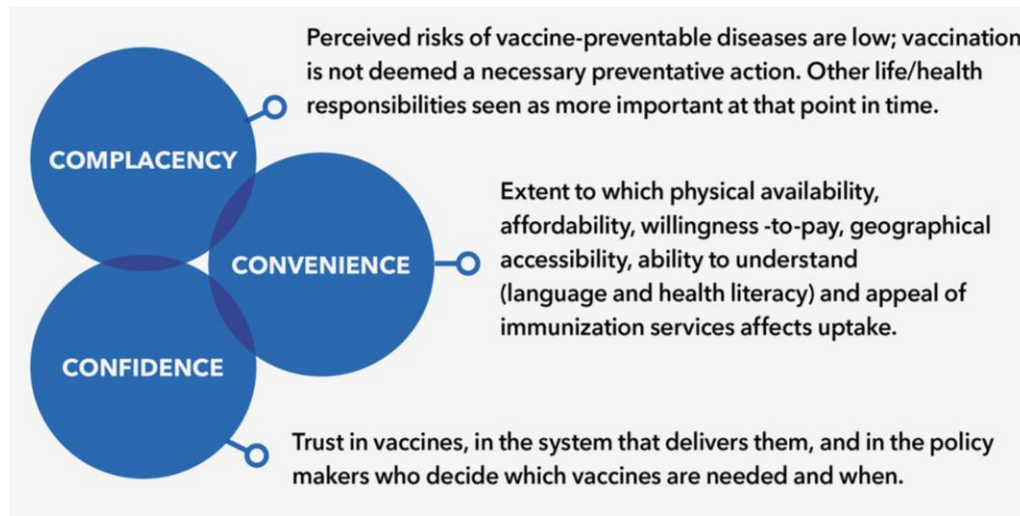 Perceived risks of vaccine-preventable diseases are low; vaccination
is not deemed a necessary preventative action. Other life/health
responsibilities seen as more important at that point in time.
COMPLACENCY
Extent to which physical availability,
affordability, willingness -to-pay, geographical
accessibility, ability to understand
(language and health literacy) and appeal of
immunization services affects uptake.
CONVENIENCE
CONFIDENCE
Trust in vaccines, in the system that delivers them, and in the policy
makers who decide which vaccines are needed and when.